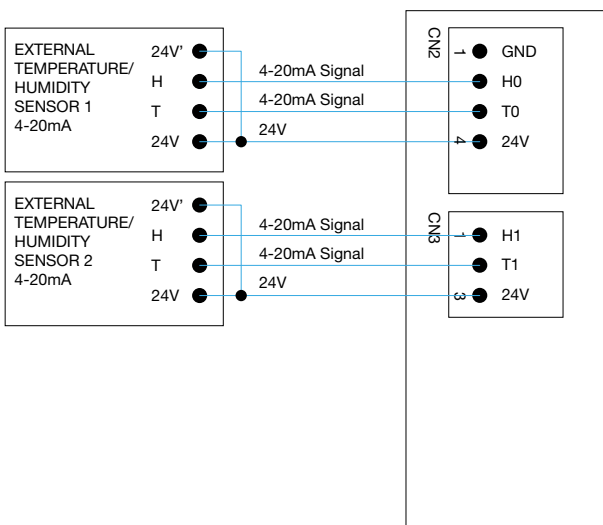 EXTERNAL
TEMPERATURE/
HUMIDITY
SENSOR 1
4-20mA
24V'
H
T
24V
4-20mA Signal
4-20mA Signal
24V
CN2
1
4
GND
H0
T0
24V
EXTERNAL
TEMPERATURE/
HUMIDITY
SENSOR 2
4-20mA
24V'
H
T
24V
4-20mA Signal
4-20mA Signal
24V
CN3
1
3
H1
T1
24V